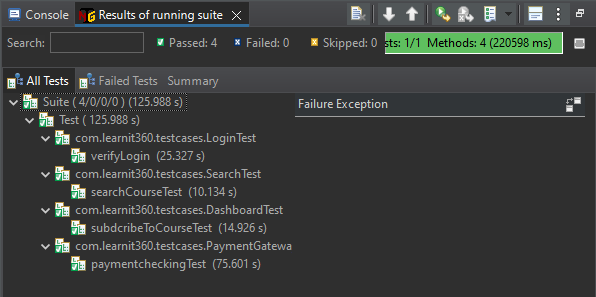 Console Results of running suite
Search: Passed: 4 Failed: 0 Skipped: 0 sts: 1/1 Methods: 4 (220598 ms)
All Tests Failed Tests Summary
Suite ( 4/0/0/0 ) (125.988 s) Failure Exception
Test ( 125.988 s)
com.learnit360.testcases.LoginTest
verifyLogin (25.327 s)
com.learnit360.testcases.SearchTest
searchCourseTest (10.134 s)
com.learnit360.testcases.DashboardTest
subdcribeToCourseTest (14.926 s)
com.learnit360.testcases.PaymentGatewa
paymentcheckingTest (75.601 s)